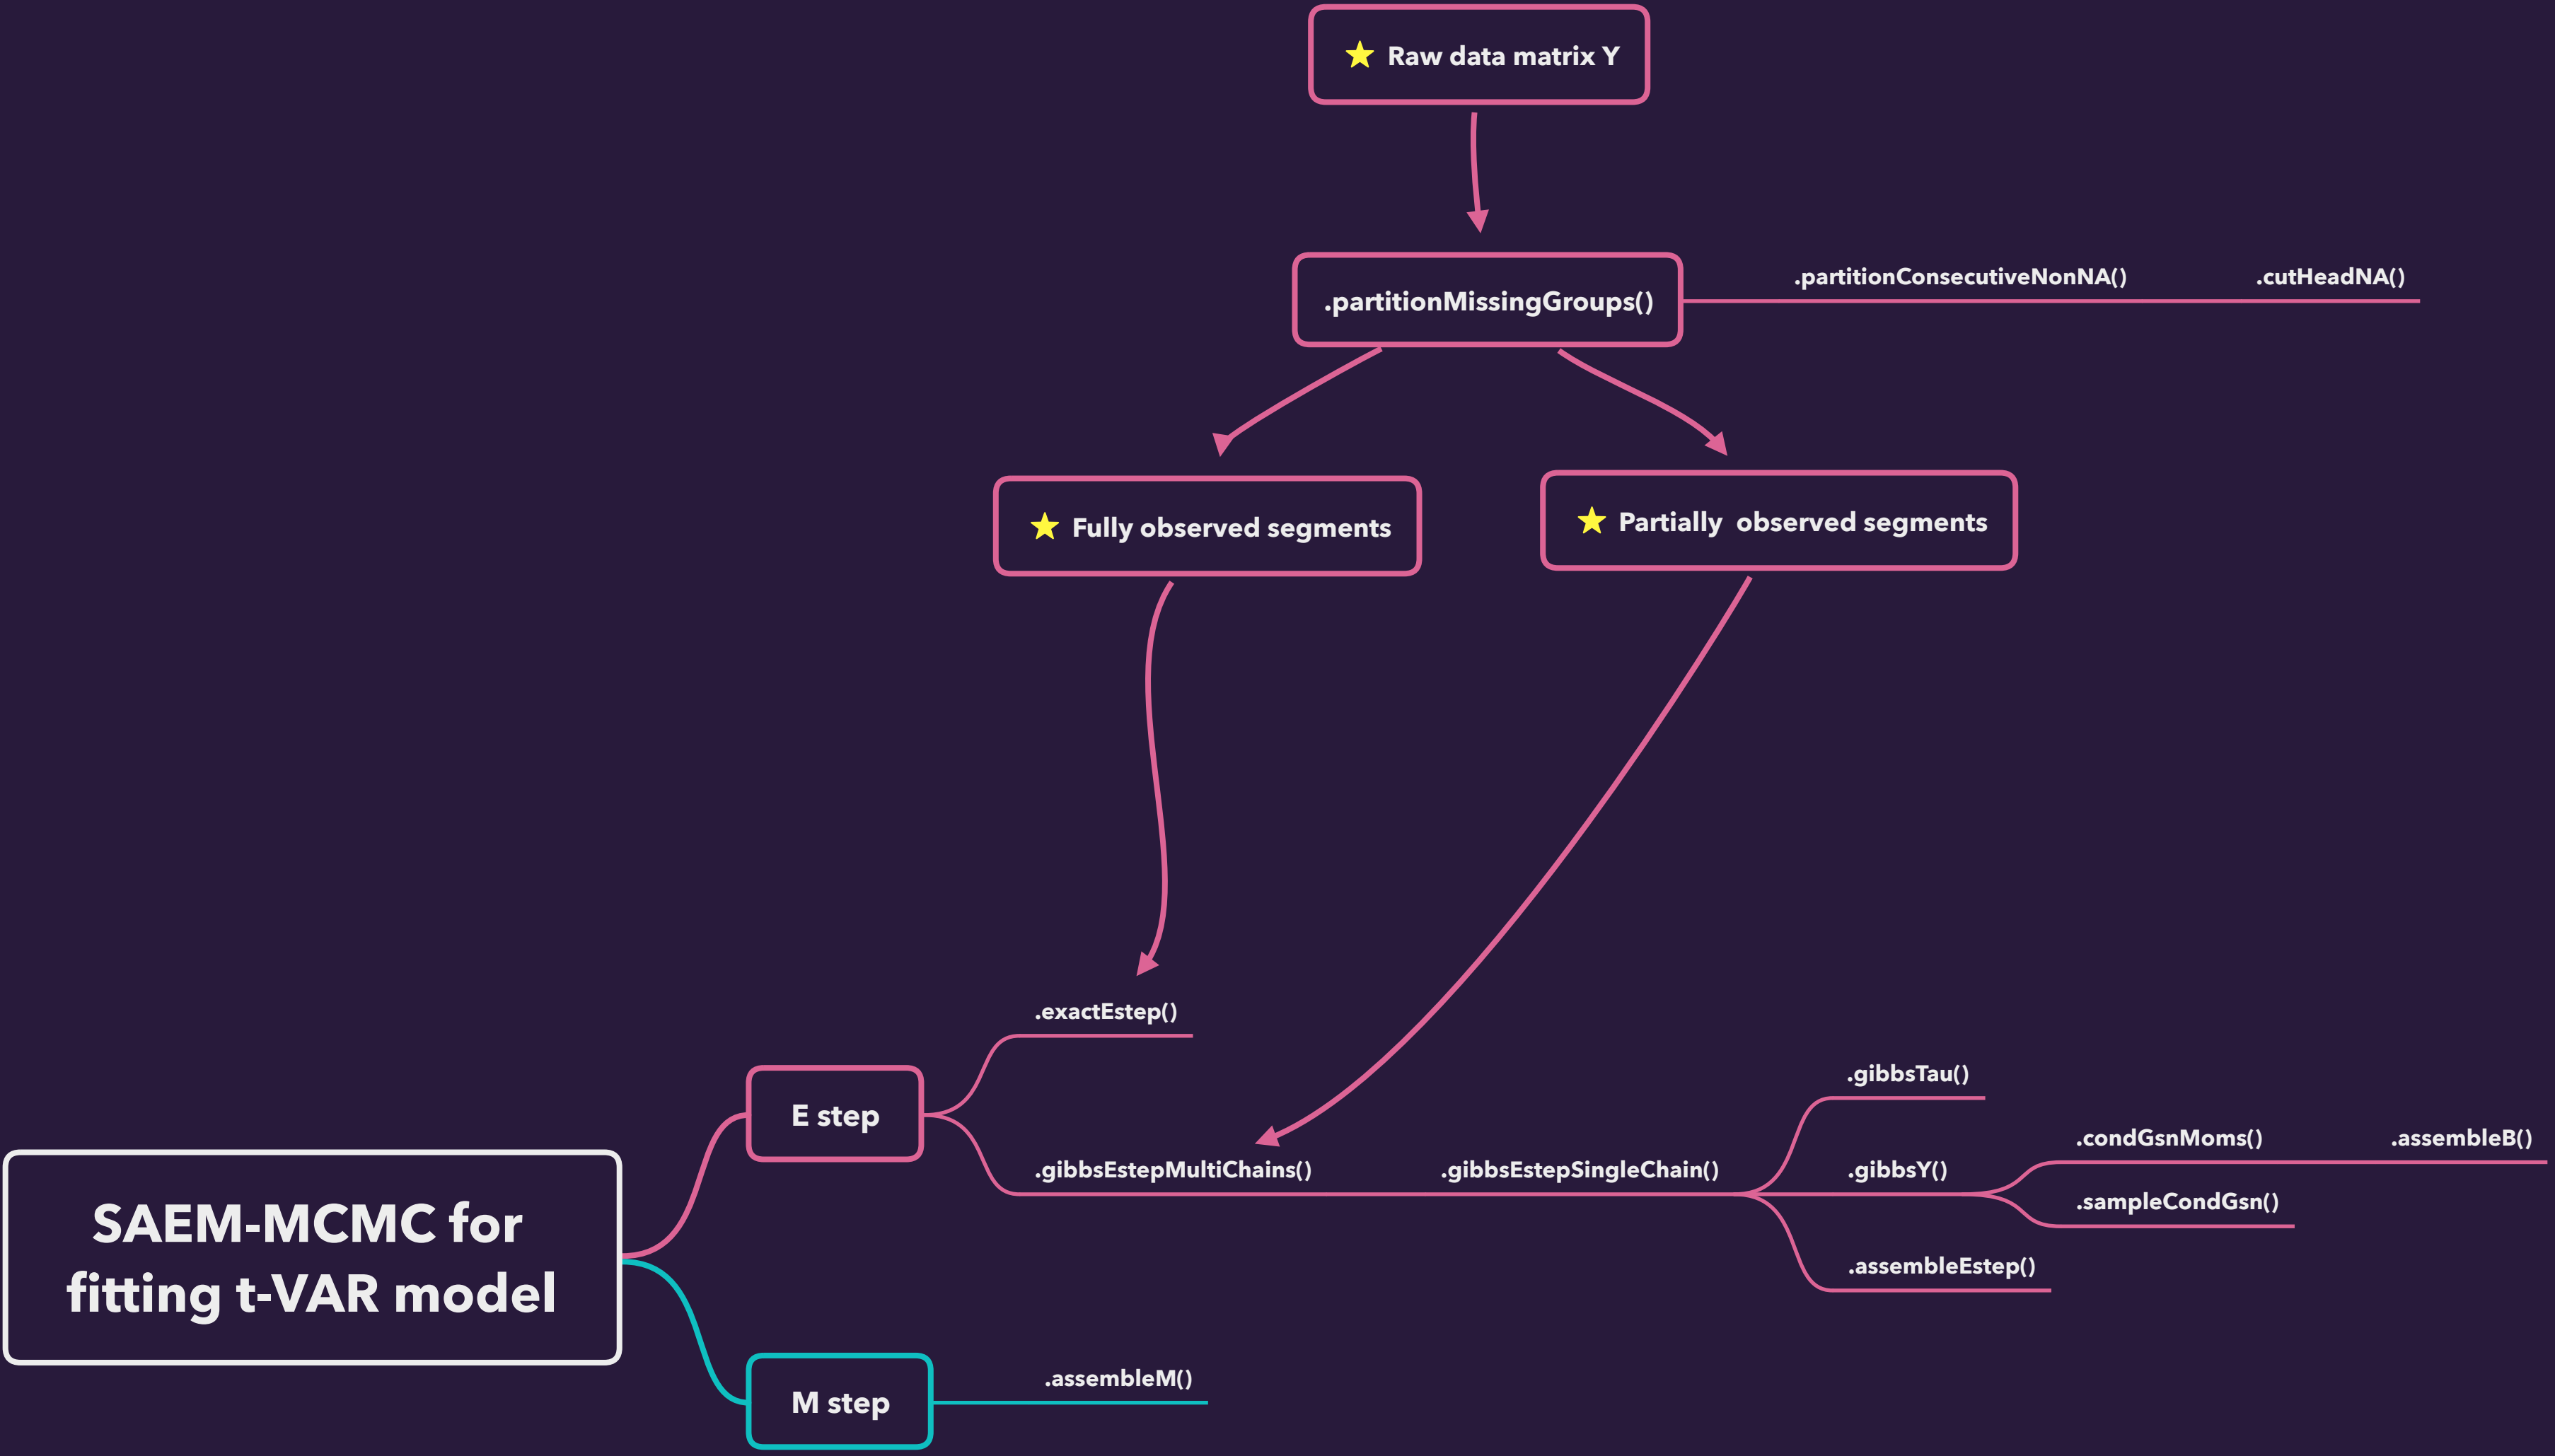 Raw data matrix Y
.partitionMissingGroups()
.partitionConsecutiveNonNA()
.cutHeadNA()
Fully observed segments
Partially  observed segments
.exactEstep()
E step
.gibbsEstepMultiChains()
.gibbsEstepSingleChain()
.gibbsTau()
.gibbsY()
.condGsnMoms()
.assembleB()
.sampleCondGsn()
.assembleEstep()
SAEM-MCMC for
fitting t-VAR model
M step
.assembleM()